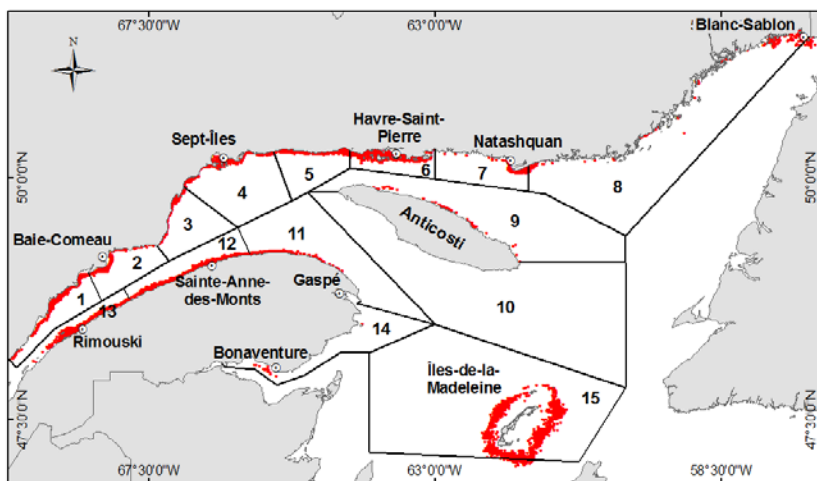 67°30'0"W
63°0'0"W
Blanc-Sablon
N
Havre-Saint-
Pierre
Sept-Îles
Natashquan
50°0'0"N
50°0'0"N
5
6
7
8
4
3
9
Anticosti
Baie-Comeau
2
12
11
1
13
Sainte-Anne-
des-Monts
Gaspé
10
Rimouski
14
Bonaventure
Îles-de-la-
Madeleine
15
47°30'0"N
47°30'0"N
67°30'0"W
63°0'0"W
58°30'0"W